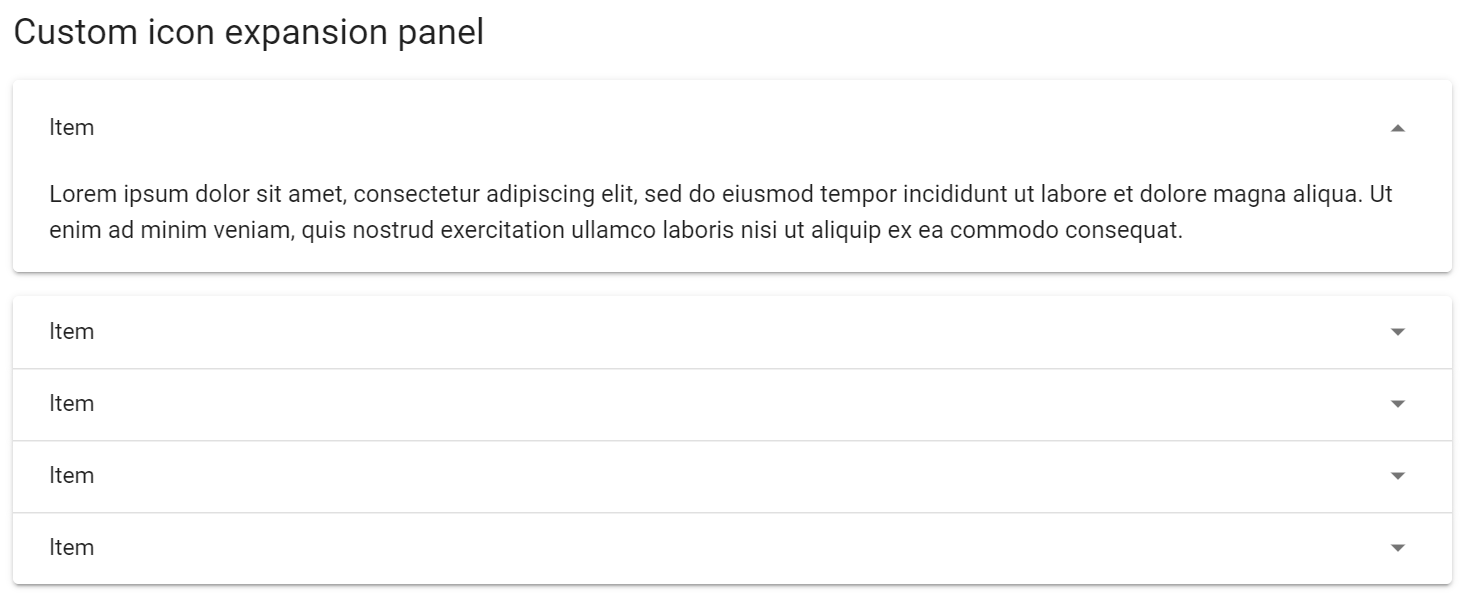 Custom icon expansion panel
Item
Lorem ipsum dolor sit amet, consectetur adipiscing elit, sed do eiusmod tempor incididunt ut labore et dolore magna aliqua. Ut
enim ad minim veniam, quis nostrud exercitation ullamco laboris nisi ut aliquip ex ea commodo consequat.
Item
Item
Item
Item